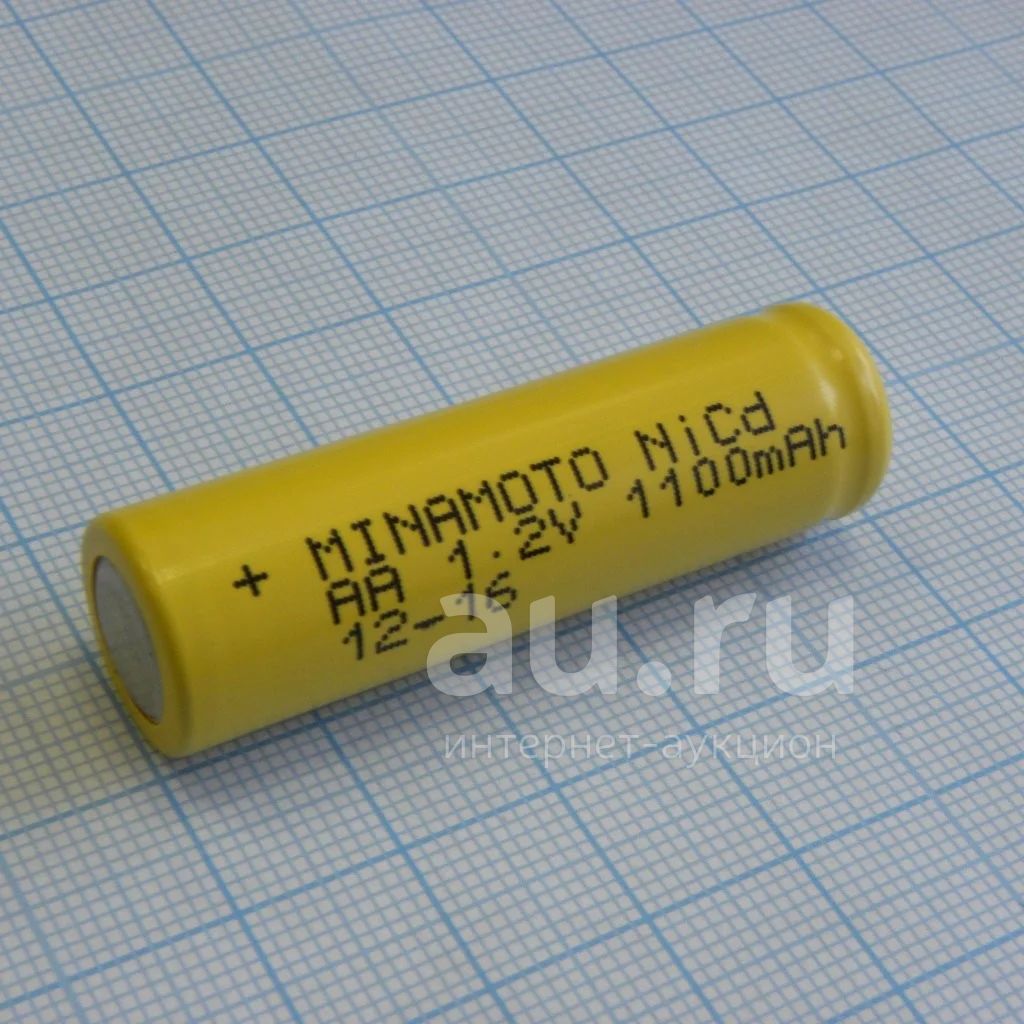 + MINAMOTO NiCd
AA 1.2V 1100mAh
12-16
au.ru
интернет-аукцион